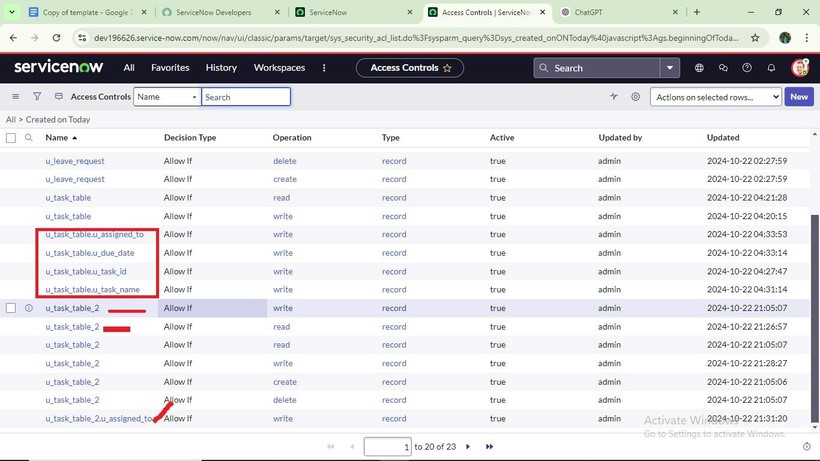 Copy of template - Google D
ServiceNow Developers
ServiceNow
Access Controls | ServiceNo
ChatGPT
dev196626.service-now.com/now/nav/ui/classic/params/target/sys_security_acl_list.do%3Fsysparm_query%3Dsys_created_onONToday%40javascript%3Ags.beginningOfToda...
servicenow All Favorites History Workspaces Access Controls Search
Access Controls Name Search Actions on selected rows... New
All > Created on Today
Name Decision Type Operation Type Active Updated by Updated
u_leave_request Allow If delete record true admin 2024-10-22 02:27:59
u_leave_request Allow If create record true admin 2024-10-22 02:27:59
u_task_table Allow If read record true admin 2024-10-22 04:21:28
u_task_table Allow If write record true admin 2024-10-22 04:20:15
u_task_table.u_assigned_to Allow If write record true admin 2024-10-22 04:33:53
u_task_table.u_due_date Allow If write record true admin 2024-10-22 04:33:14
u_task_table.u_task_id Allow If write record true admin 2024-10-22 04:27:47
u_task_table.u_task_name Allow If write record true admin 2024-10-22 04:31:14
u_task_table_2 Allow If write record true admin 2024-10-22 21:05:07
u_task_table_2 Allow If read record true admin 2024-10-22 21:26:57
u_task_table_2 Allow If read record true admin 2024-10-22 21:05:07
u_task_table_2 Allow If write record true admin 2024-10-22 21:28:27
u_task_table_2 Allow If create record true admin 2024-10-22 21:05:06
u_task_table_2 Allow If delete record true admin 2024-10-22 21:05:07
u_task_table_2.u_assigned_to Allow If write record true admin 2024-10-22 21:31:20
Activate Windows
Go to Settings to activate Windows.
1 to 20 of 23